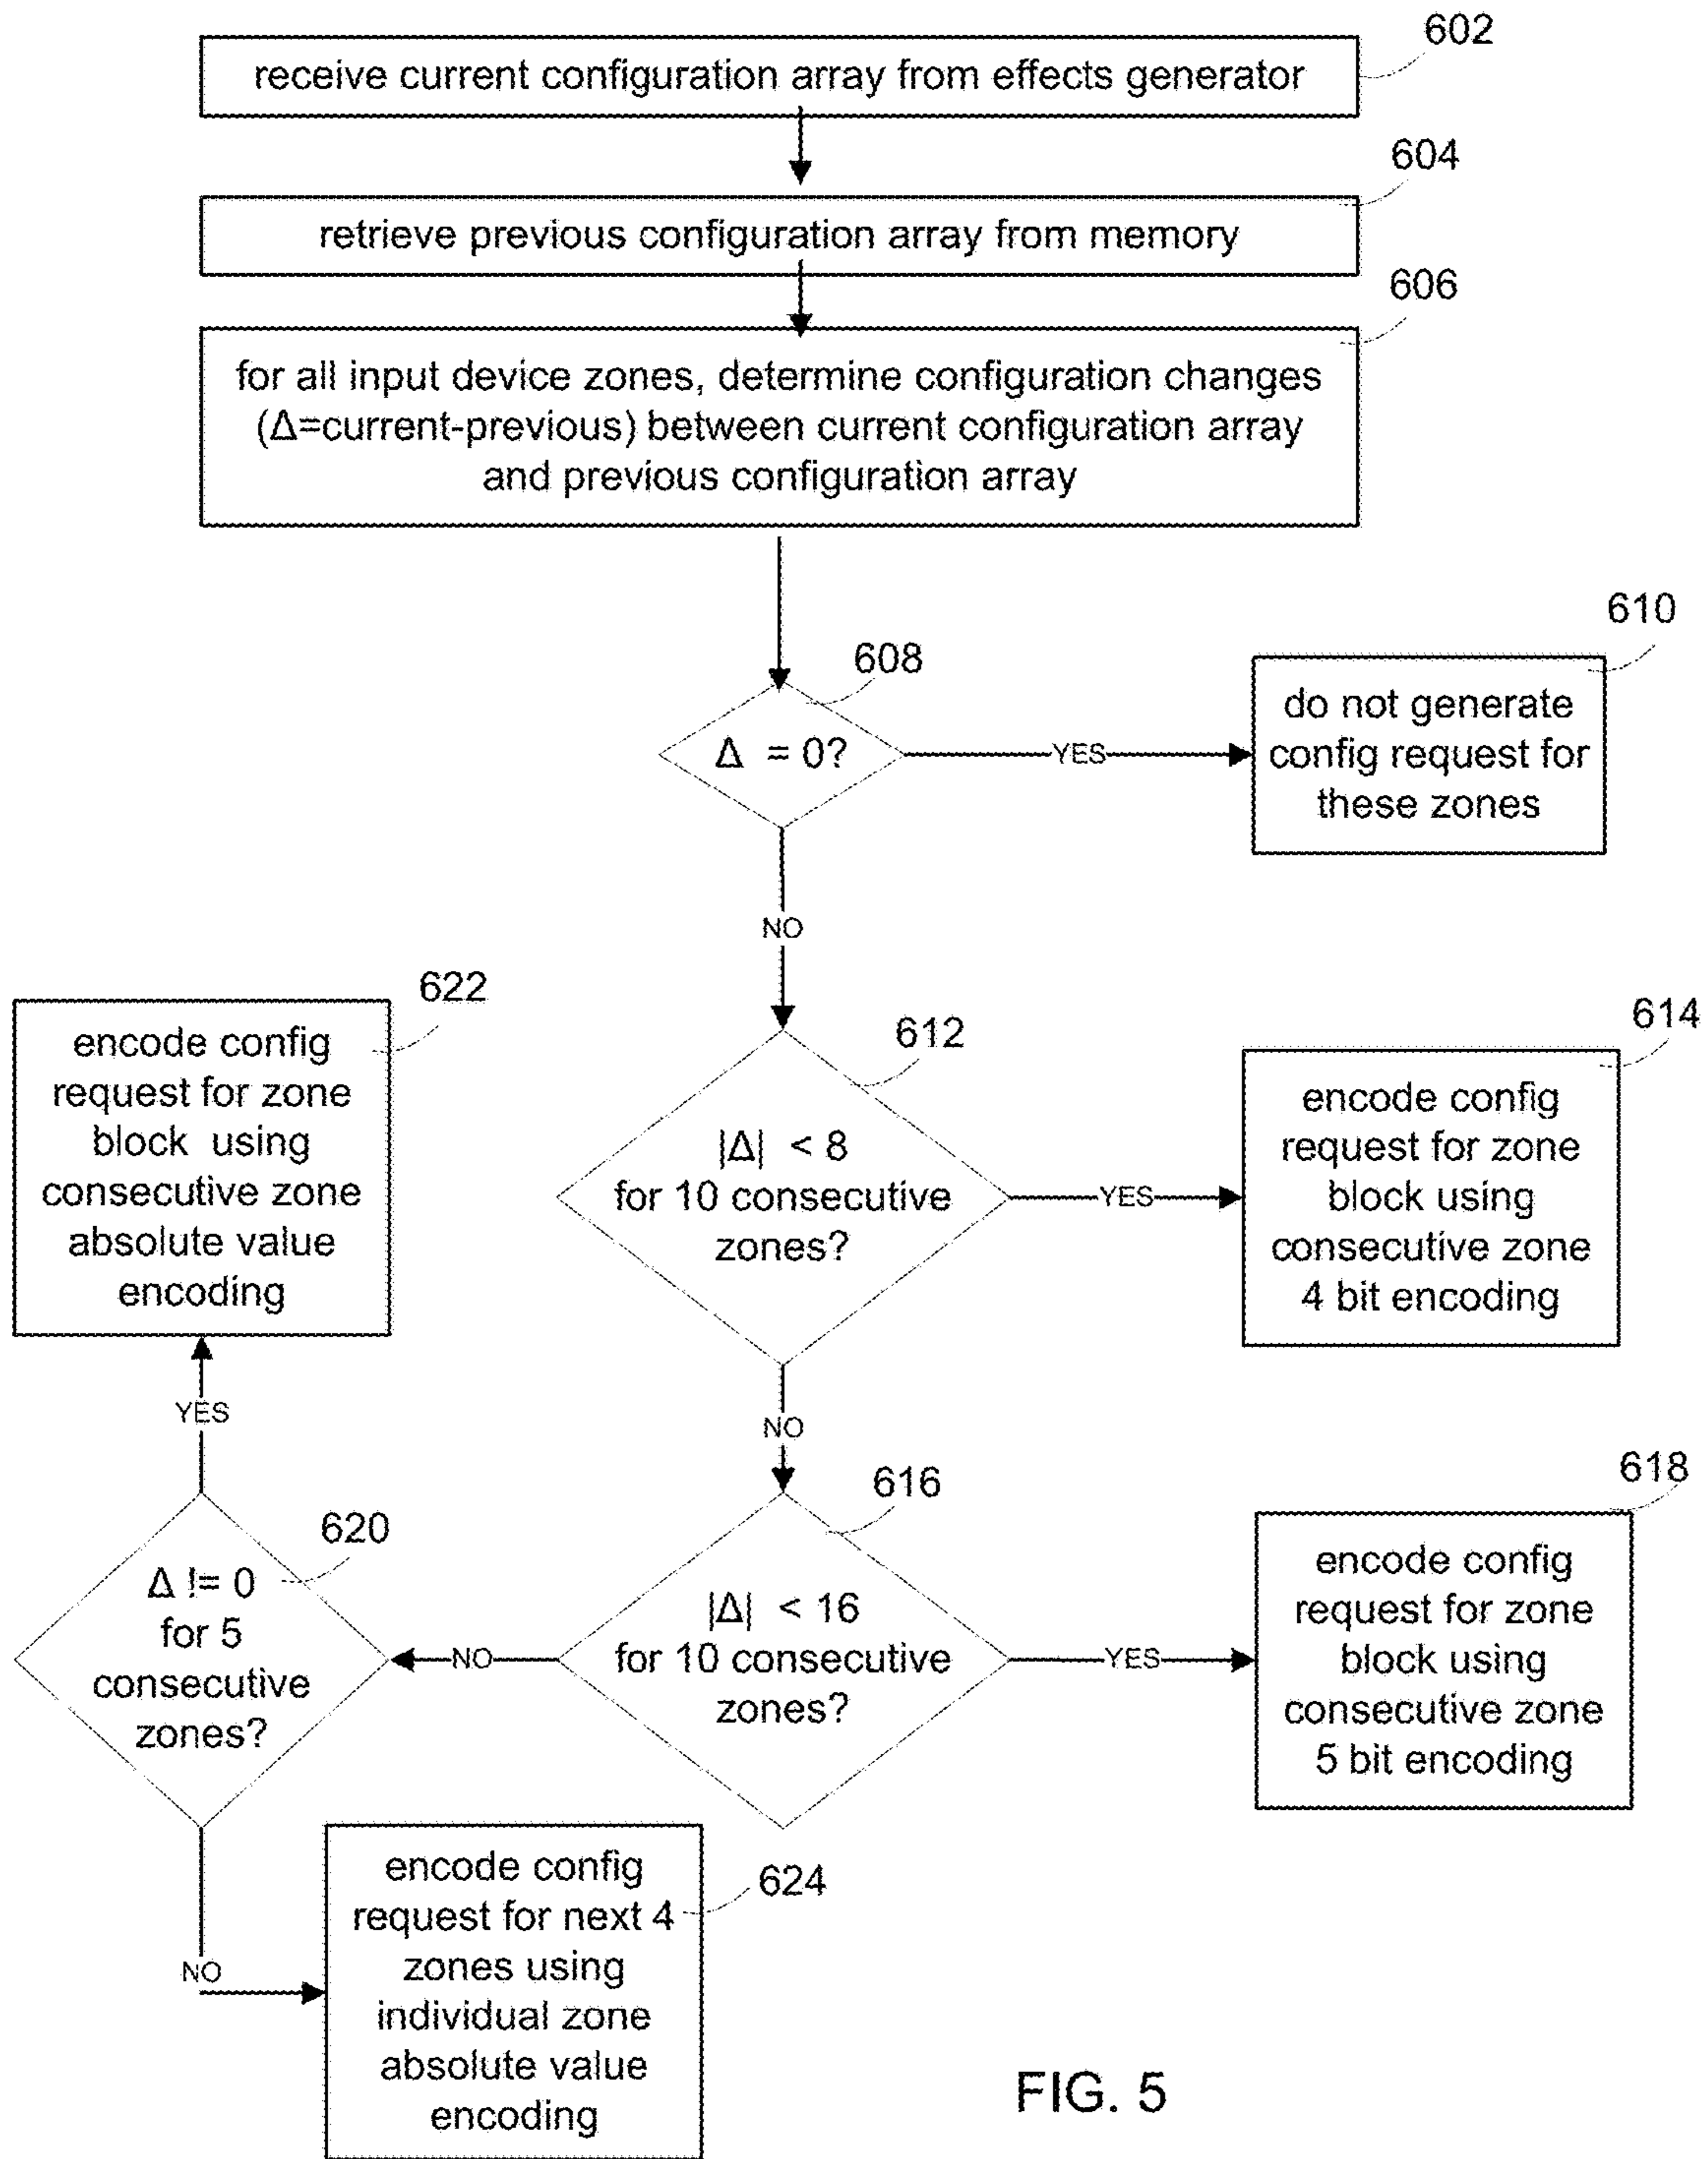 602
receive current configuration array from effects generator
604
retrieve previous configuration array from memory
606
for all input device zones, determine configuration changes
(Δ=current-previous) between current configuration array
and previous configuration array
608
Δ = 0?
YES
610
do not generate
config request for
these zones
NO
612
|Δ| < 8
for 10 consecutive
zones?
YES
614
encode config
request for zone
block using
consecutive zone
4 bit encoding
NO
616
|Δ| < 16
for 10 consecutive
zones?
YES
618
encode config
request for zone
block using
consecutive zone
5 bit encoding
NO
620
Δ != 0
for 5
consecutive
zones?
YES
622
encode config
request for zone
block using
consecutive zone
absolute value
encoding
NO
624
encode config
request for next 4
zones using
individual zone
absolute value
encoding
FIG. 5